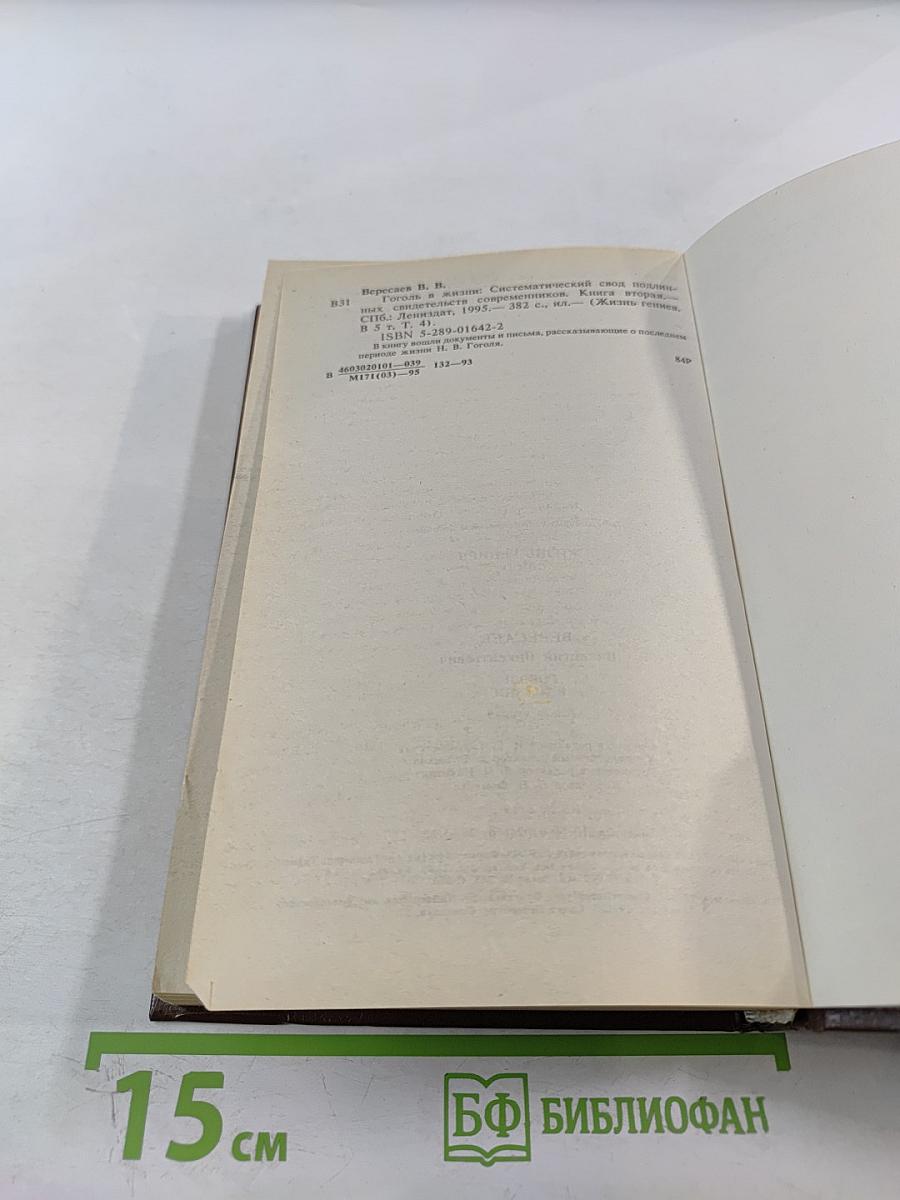 Вересаев В. В.
В31 Гоголь в жизни: Систематический свод подлин-
ных свидетельств современников. Книга вторая.—
СПб.: Лениздат, 1995.— 382 с., ил.— (Жизнь гениев.
В 5 т. Т. 4).
ISBN 5-289-01642-2
В книгу вошли документы и письма, рассказывающие о последнем
периоде жизни Н. В. Гоголя.
В 4603020101—039 132—93 84Р
М171(03)—95
15 см
БФ БИБЛИОФАН